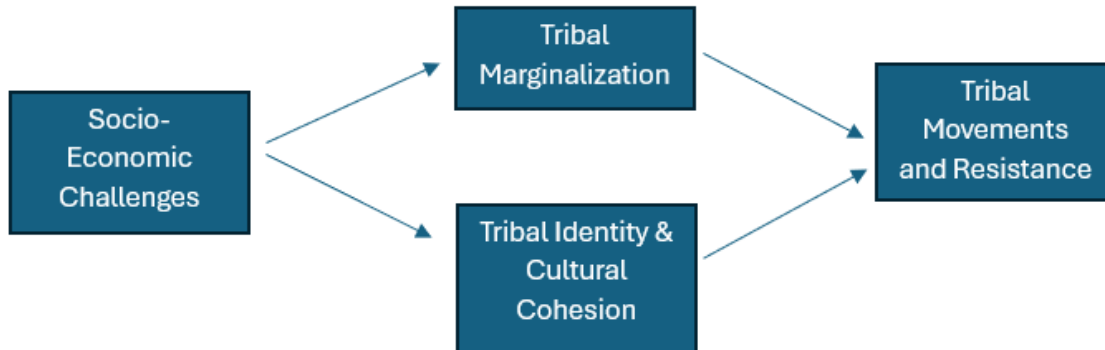 Socio-
Economic
Challenges
Tribal
Marginalization
Tribal Identity &
Cultural
Cohesion
Tribal
Movements
and Resistance